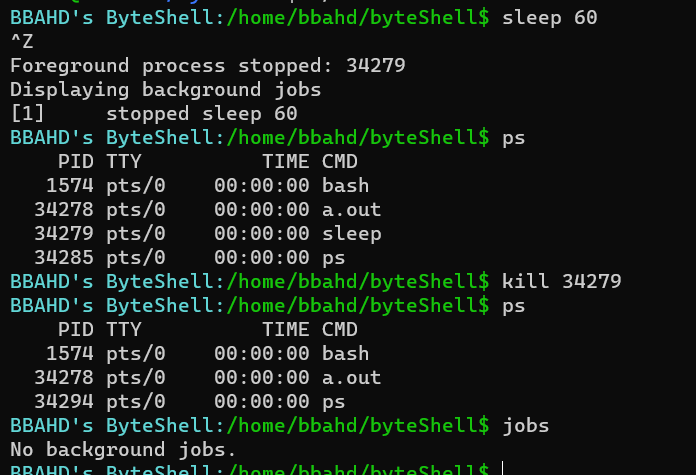 BBAHD's ByteShell:/home/bbahd/byteShell$ sleep 60
^Z
Foreground process stopped: 34279
Displaying background jobs
[1]     stopped sleep 60
BBAHD's ByteShell:/home/bbahd/byteShell$ ps
    PID TTY          TIME CMD
   1574 pts/0    00:00:00 bash
  34278 pts/0    00:00:00 a.out
  34279 pts/0    00:00:00 sleep
  34285 pts/0    00:00:00 ps
BBAHD's ByteShell:/home/bbahd/byteShell$ kill 34279
BBAHD's ByteShell:/home/bbahd/byteShell$ ps
    PID TTY          TIME CMD
   1574 pts/0    00:00:00 bash
  34278 pts/0    00:00:00 a.out
  34294 pts/0    00:00:00 ps
BBAHD's ByteShell:/home/bbahd/byteShell$ jobs
No background jobs.
BBAHD's ByteShell:/home/bbahd/byteShell$